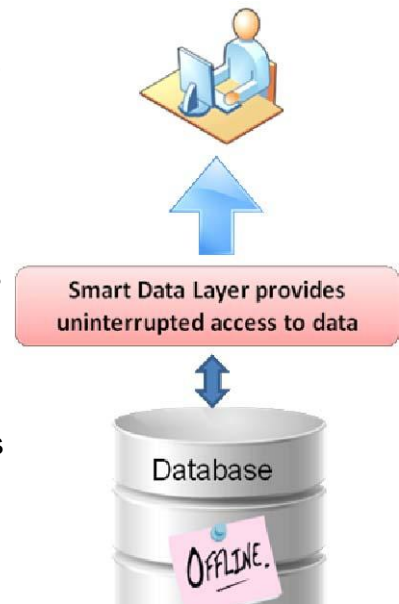 Smart Data Layer provides
uninterrupted access to data
s
Database
OFFLINE.